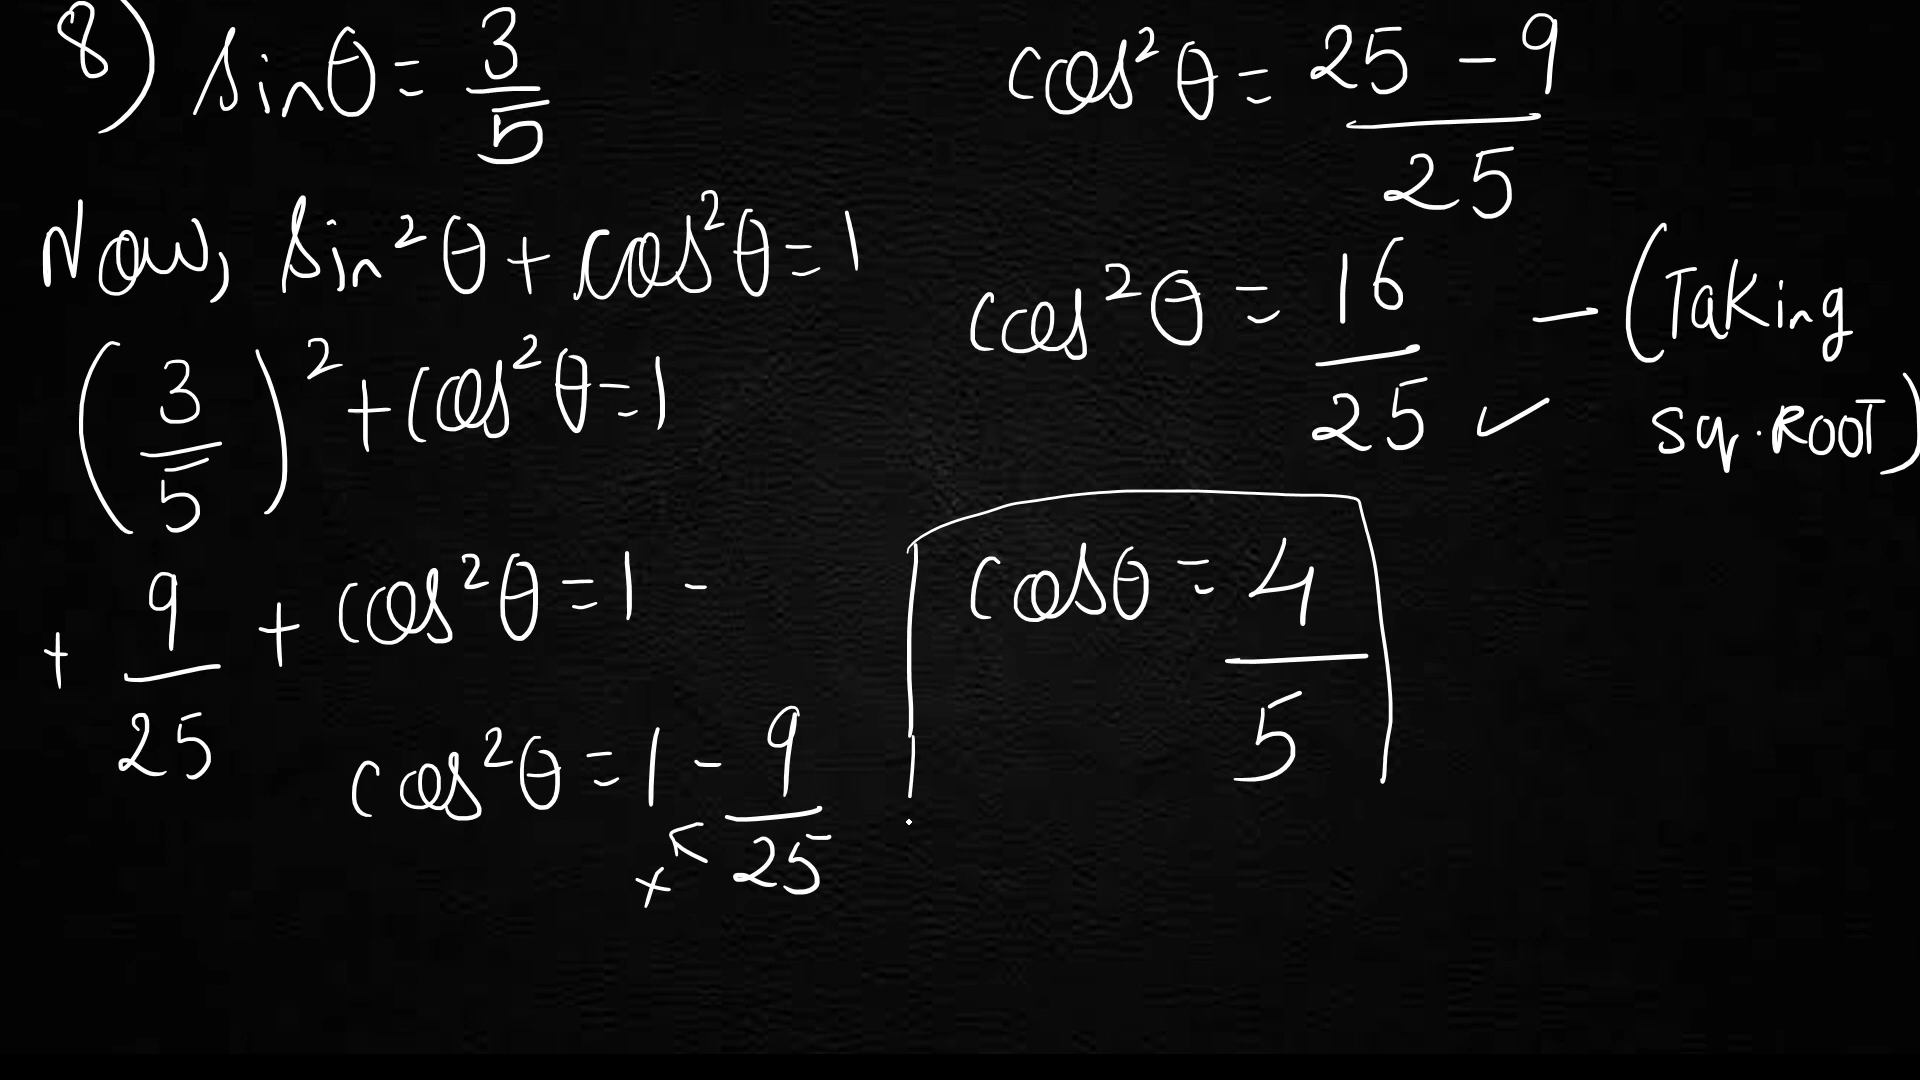 8) sinθ = 3/5
Now, sin²θ + cos²θ = 1
(3/5)² + cos²θ = 1
+ 9/25 + cos²θ = 1 -
cos²θ = 1 - 9/25
cos²θ = 25 - 9/25
cos²θ = 16/25 ✓ - (Taking
sq. ROOT)
cosθ = 4/5